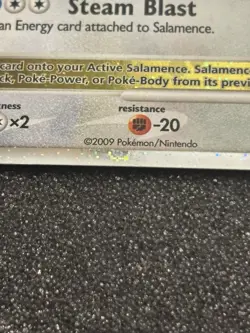 Steam Blast
an Energy card attached to Salamence.
card onto your Active Salamence. Salamence
ck, Poké-Power, or Poké-Body from its previ
ness resistance
×2 -20
©2009 Pokémon/Nintendo